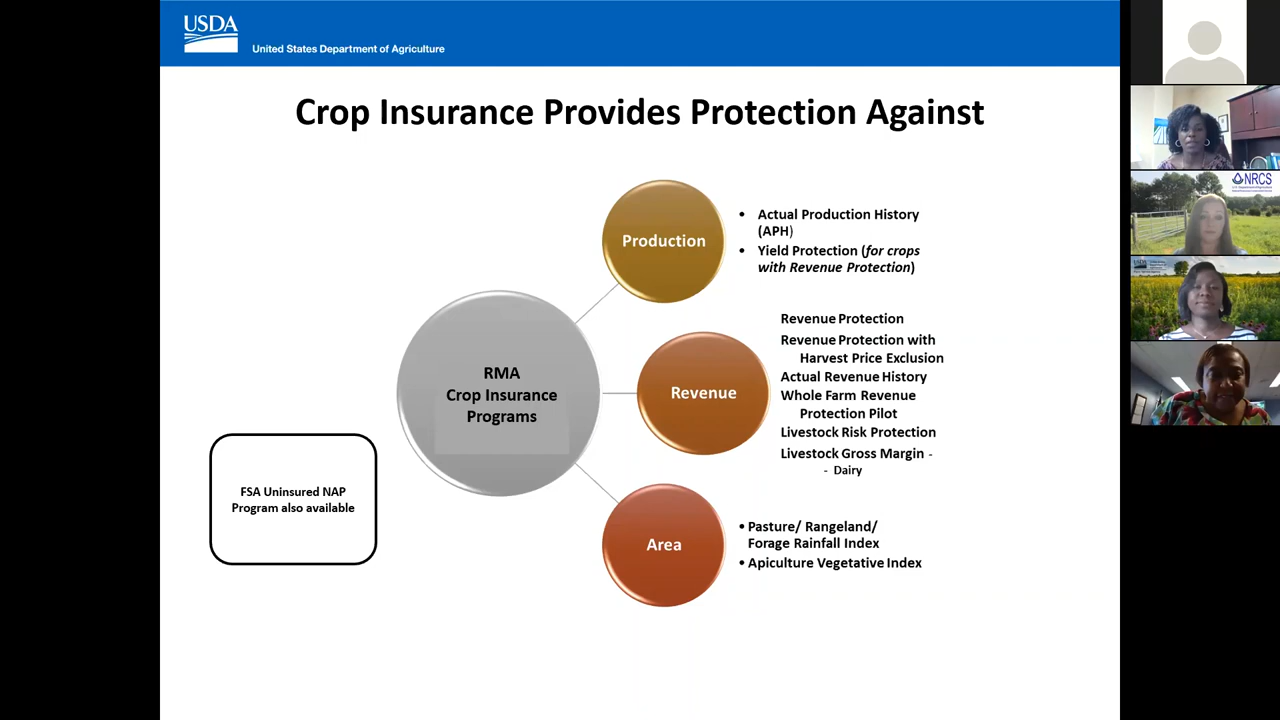 USDA
United States Department of Agriculture
Crop Insurance Provides Protection Against
Production
• Actual Production History
(APH)
• Yield Protection (for crops
with Revenue Protection)
RMA
Crop Insurance
Programs
Revenue
Revenue Protection
Revenue Protection with
Harvest Price Exclusion
Actual Revenue History
Whole Farm Revenue
Protection Pilot
Livestock Risk Protection
Livestock Gross Margin -
- Dairy
FSA Uninsured NAP
Program also available
Area
• Pasture/ Rangeland/
Forage Rainfall Index
• Apiculture Vegetative Index
NRCS
USDA